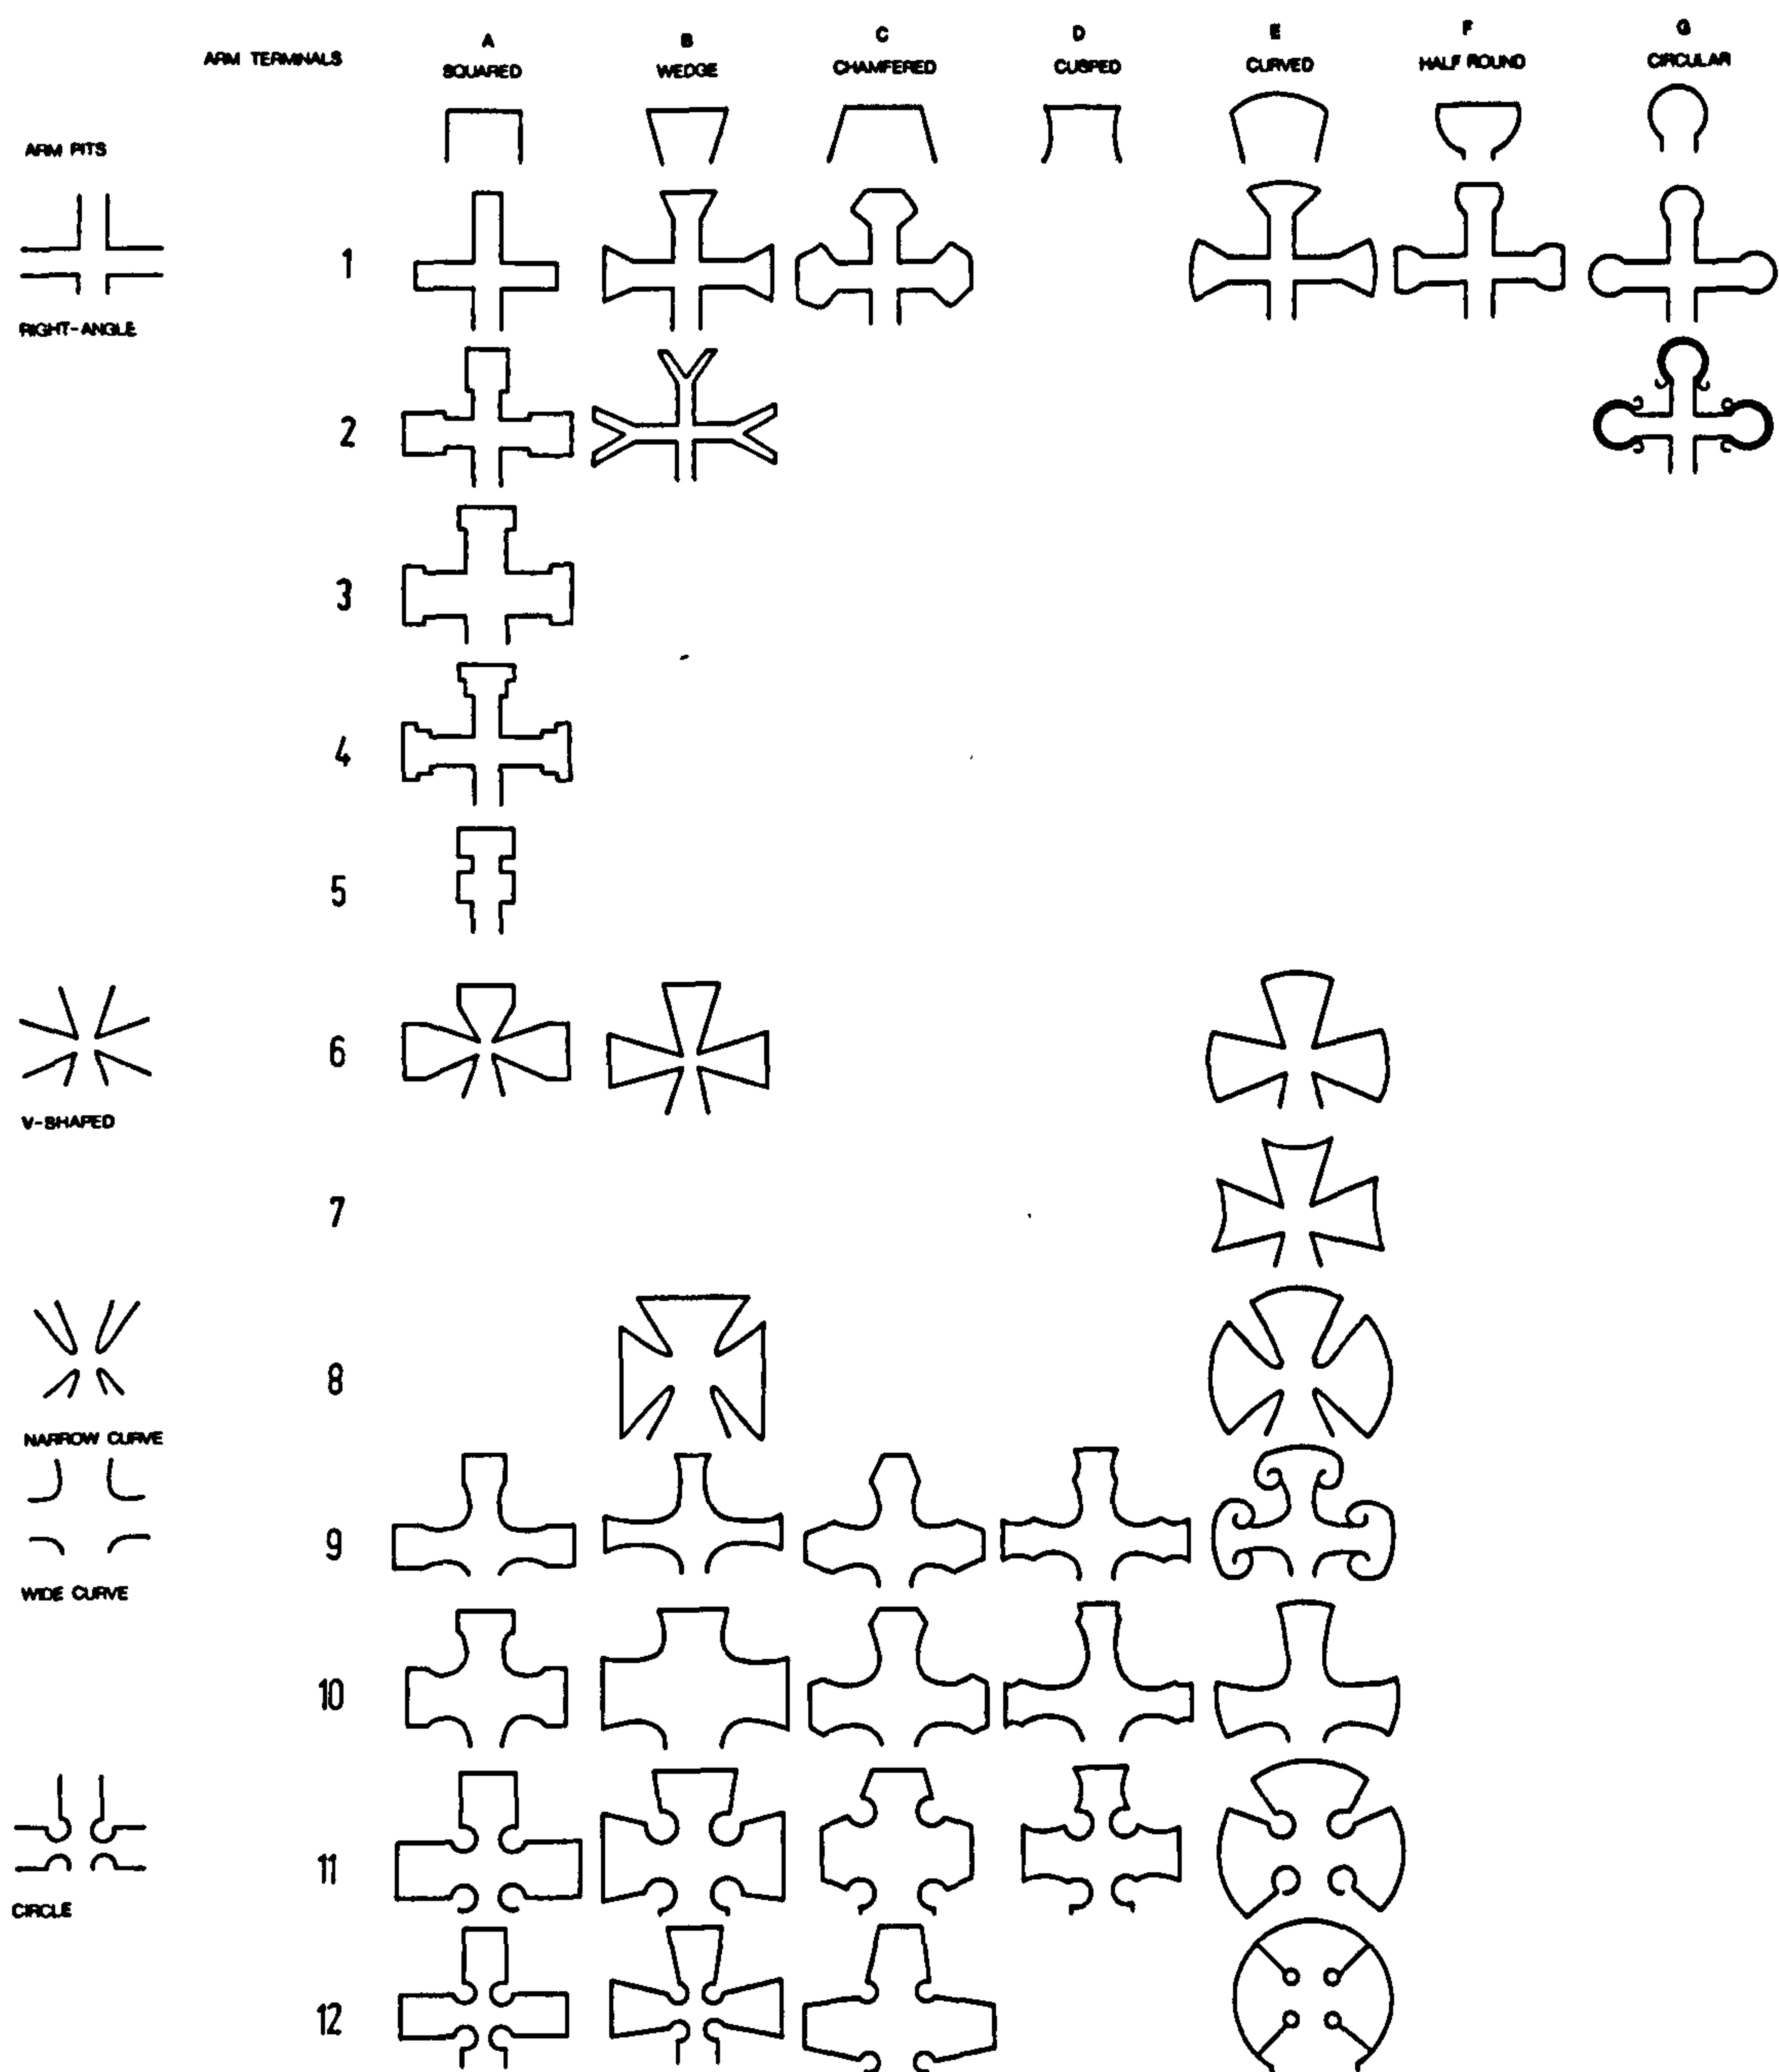 A B C D E F G
ARM TERMINALS SQUARED WEDGE CHAMFERED CUSPED CURVED HALF ROUND CIRCULAR
ARM PITS
1
RIGHT-ANGLE
2
3
4
5
6
V-SHAPED
7
8
NARROW CURVE
9
WIDE CURVE
10
11
CIRCLE
12